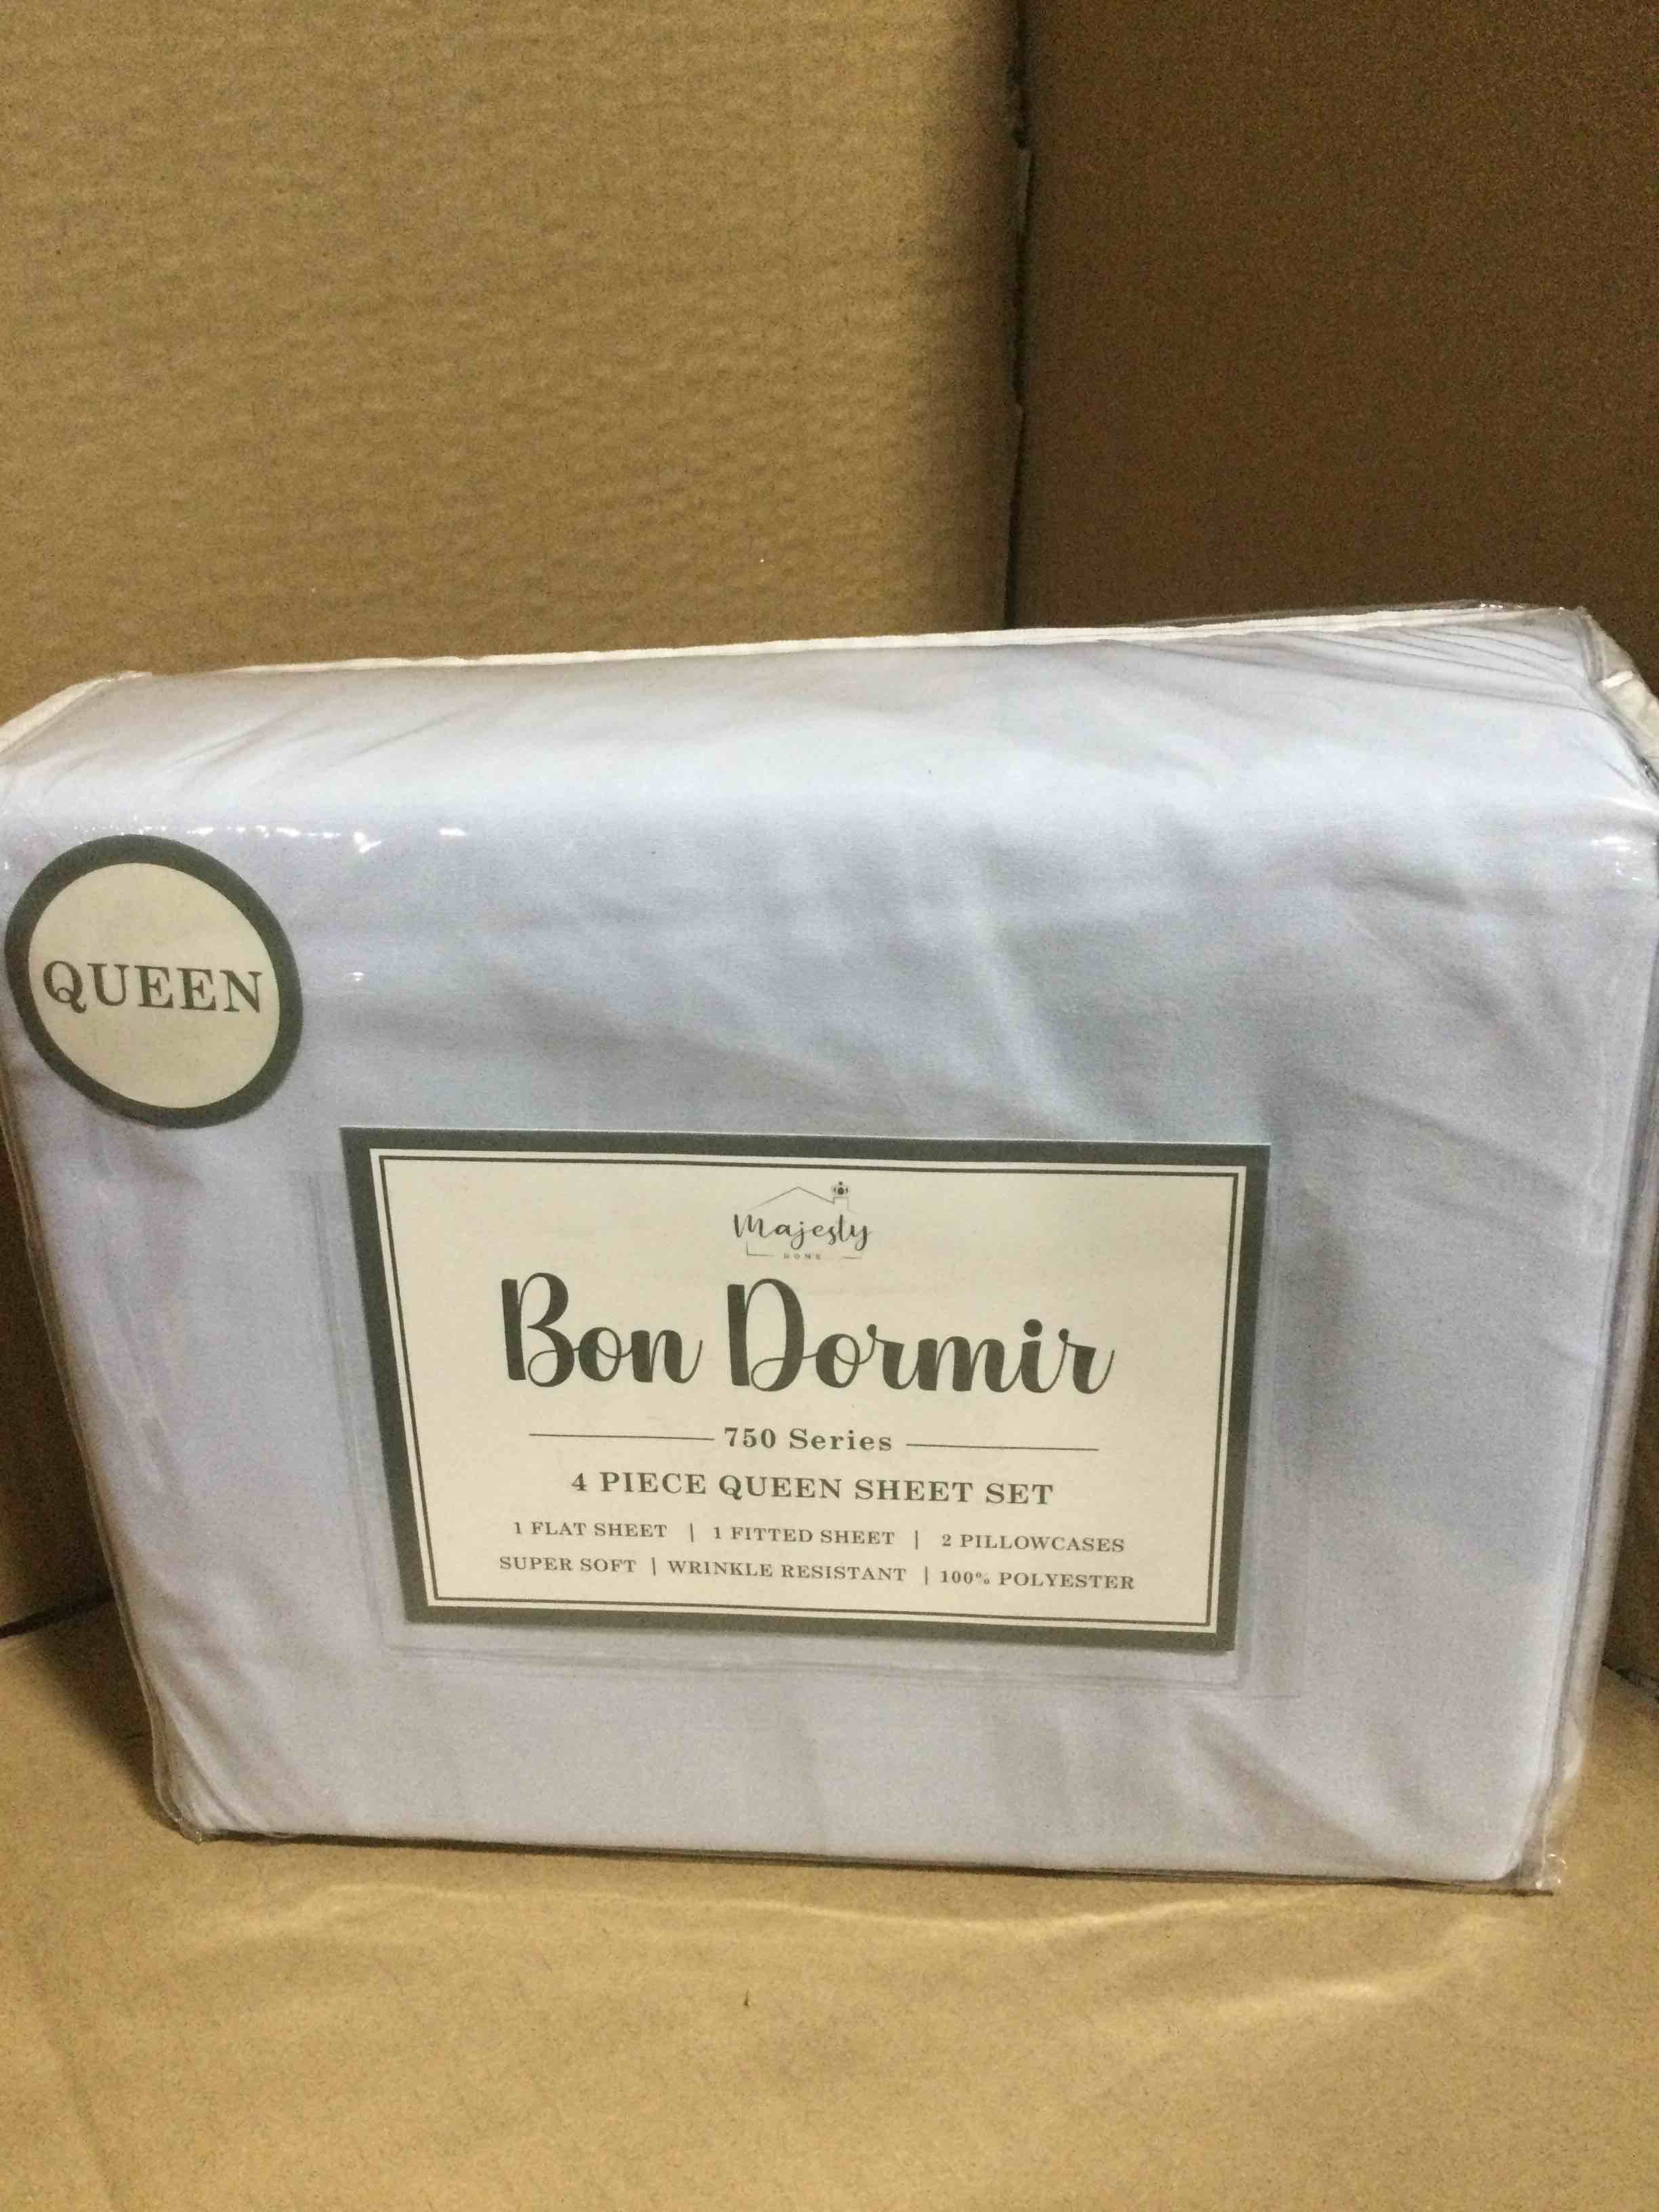 QUEEN
Majesty
HOME
Bon Dormir
750 Series
4 PIECE QUEEN SHEET SET
1 FLAT SHEET | 1 FITTED SHEET | 2 PILLOWCASES
SUPER SOFT | WRINKLE RESISTANT | 100% POLYESTER